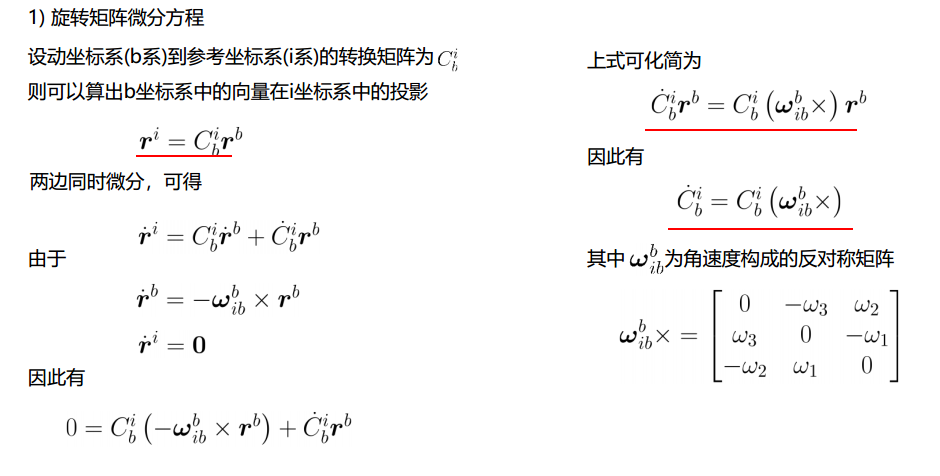 1) 旋转矩阵微分方程
设动坐标系(b系)到参考坐标系(i系)的转换矩阵为 $C_b^i$
则可以算出b坐标系中的向量在i坐标系中的投影
$\boldsymbol{r}^i = C_b^i \boldsymbol{r}^b$
两边同时微分，可得
$\dot{\boldsymbol{r}}^i = C_b^i \dot{\boldsymbol{r}}^b + \dot{C}_b^i \boldsymbol{r}^b$
由于
$\dot{\boldsymbol{r}}^b = -\boldsymbol{\omega}_{ib}^b \times \boldsymbol{r}^b$
$\dot{\boldsymbol{r}}^i = \boldsymbol{0}$
因此有
$0 = C_b^i \left(-\boldsymbol{\omega}_{ib}^b \times \boldsymbol{r}^b\right) + \dot{C}_b^i \boldsymbol{r}^b$
上式可化简为
$\dot{C}_b^i \boldsymbol{r}^b = C_b^i \left(\boldsymbol{\omega}_{ib}^b \times\right) \boldsymbol{r}^b$
因此有
$\dot{C}_b^i = C_b^i \left(\boldsymbol{\omega}_{ib}^b \times\right)$
其中 $\boldsymbol{\omega}_{ib}^b$ 为角速度构成的反对称矩阵
$\boldsymbol{\omega}_{ib}^b \times = \begin{bmatrix} 0 & -\omega_3 & \omega_2 \\ \omega_3 & 0 & -\omega_1 \\ -\omega_2 & \omega_1 & 0 \end{bmatrix}$